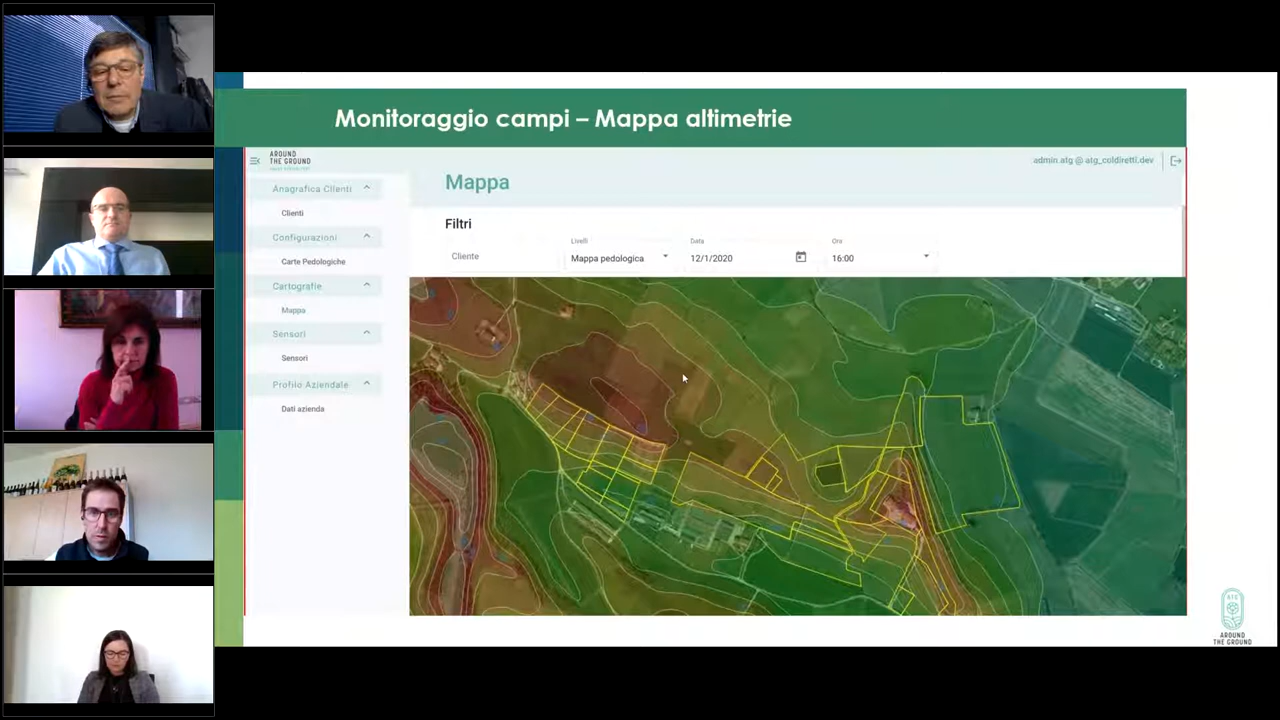 Monitoraggio campi – Mappa altimetrie
AROUND
THE GROUND
admin.atg @ atg_coldiretti.dev
Mappa
Anagrafica Clienti
Clienti
Configurazioni
Carte Pedologiche
Cartografie
Mappa
Sensori
Sensori
Profilo Aziendale
Dati azienda
Filtri
Cliente
Livelli
Mappa pedologica
Data
12/1/2020
Ora
16:00
AROUND
THE GROUND